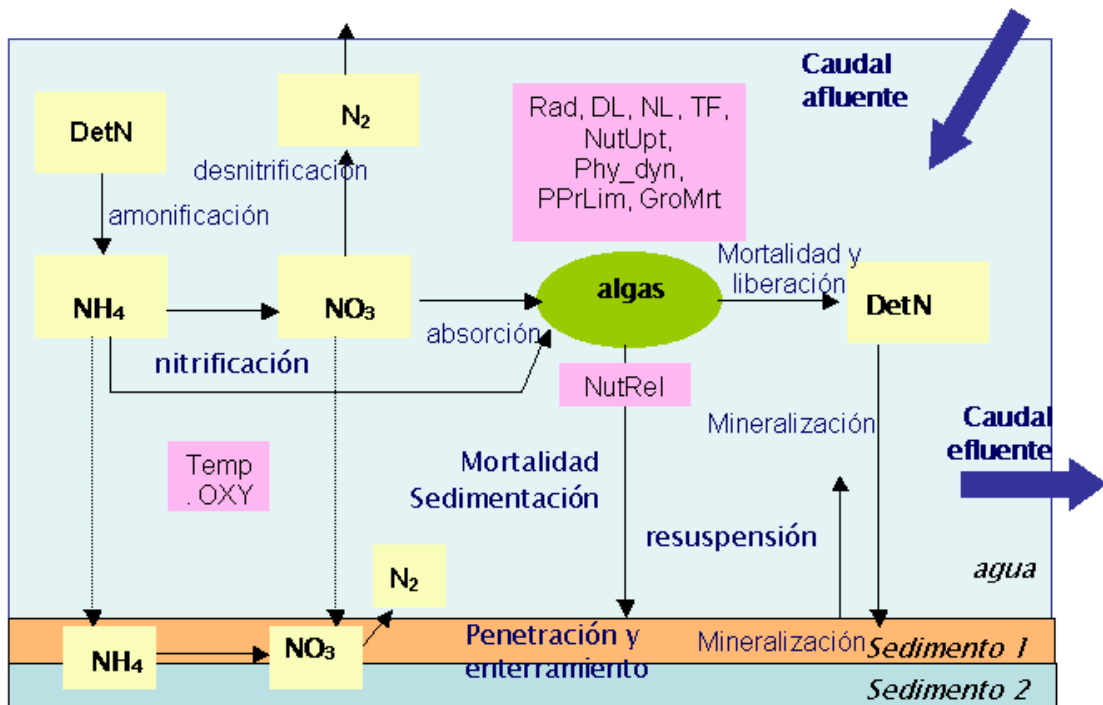 Caudal
afluente
N₂
Rad, DL, NL, TF,
NutUpt,
Phy_dyn,
PPrLim, GroMrt
DetN
desnitrificación
amonificación
Mortalidad y
liberación
NH₄
NO₃
algas
DetN
absorción
nitrificación
NutRel
Mineralización
Caudal
efluente
Temp
. OXY
Mortalidad
Sedimentación
resuspensión
agua
N₂
NH₄
NO₃
Penetración y
enterramiento
Mineralización
Sedimento 1
Sedimento 2